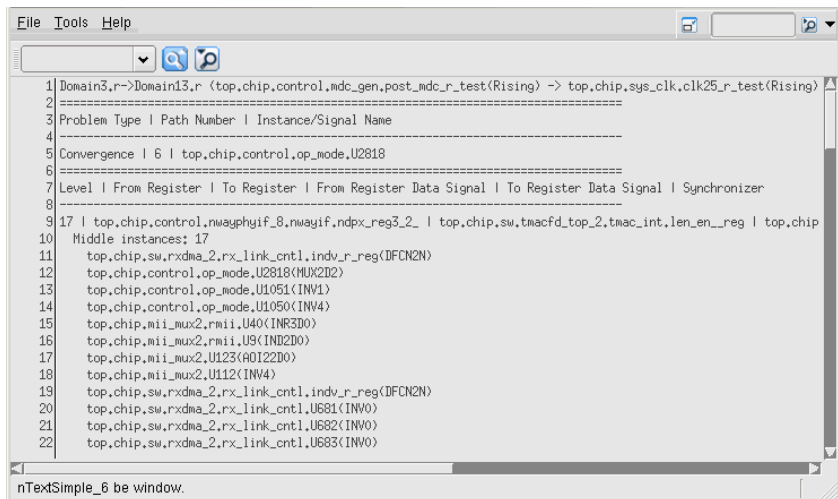 File Tools Help
1 Domain3.r->Domain13.r (top.chip.control.mdc_gen.post_mdc_r_test(Rising) -> top.chip.sys_clk.clk25_r_test(Rising)
2 ================================================================================
3 Problem Type | Path Number | Instance/Signal Name
4 --------------------------------------------------------------------------------
5 Convergence | 6 | top.chip.control.op_mode.U2818
6 ================================================================================
7 Level | From Register | To Register | From Register Data Signal | To Register Data Signal | Synchronizer
8 --------------------------------------------------------------------------------
9 17 | top.chip.control.nwayphyif_8.nwayif.ndpx_reg3_2_ | top.chip.sw.tmacfd_top_2.tmac_int.len_en__reg | top.chip
10 Middle instances: 17
11 top.chip.sw.rxdma_2.rx_link_cntl.indv_r_reg(DFCN2N)
12 top.chip.control.op_mode.U2818(MUX2D2)
13 top.chip.control.op_mode.U1051(INV1)
14 top.chip.control.op_mode.U1050(INV4)
15 top.chip.mii_mux2.rmii.U40(INR3D0)
16 top.chip.mii_mux2.rmii.U9(IND2D0)
17 top.chip.mii_mux2.U123(AOI22D0)
18 top.chip.mii_mux2.U112(INV4)
19 top.chip.sw.rxdma_2.rx_link_cntl.indv_r_reg(DFCN2N)
20 top.chip.sw.rxdma_2.rx_link_cntl.U681(INV0)
21 top.chip.sw.rxdma_2.rx_link_cntl.U682(INV0)
22 top.chip.sw.rxdma_2.rx_link_cntl.U683(INV0)
nTextSimple_6 be window.